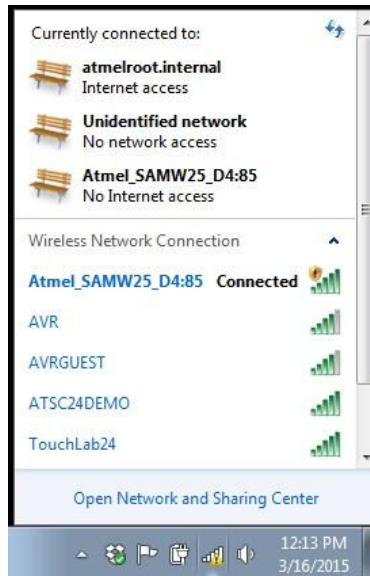 Currently connected to:
atmelroot.internal
Internet access
Unidentified network
No network access
Atmel_SAMW25_D4:85
No Internet access
Wireless Network Connection
Atmel_SAMW25_D4:85 Connected
AVR
AVRGUEST
ATSC24DEMO
TouchLab24
Open Network and Sharing Center
12:13 PM
3/16/2015